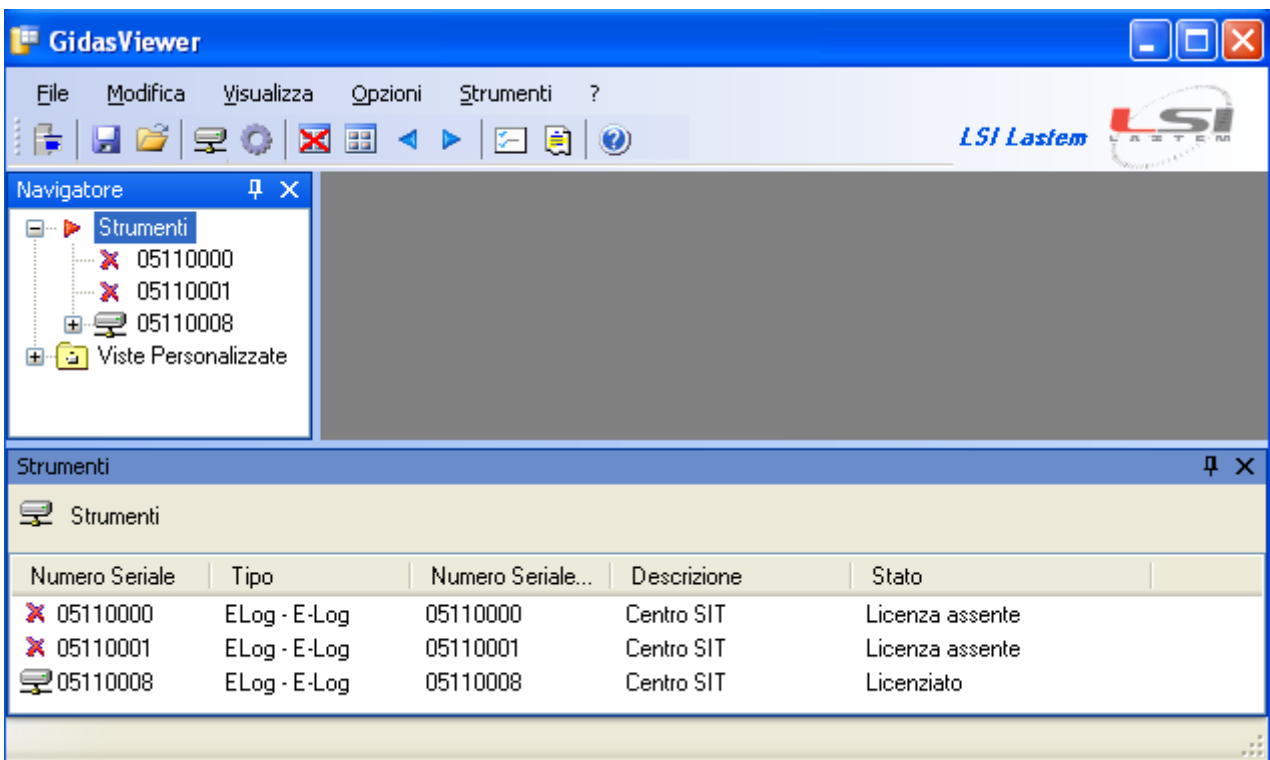 GidasViewer
File Modifica Visualizza Opzioni Strumenti ?
LSI Lastem
LSI
LASTEM
Navigatore
Strumenti
05110000
05110001
05110008
Viste Personalizzate
Strumenti
Strumenti
Numero Seriale Tipo Numero Seriale... Descrizione Stato
05110000 ELog - E-Log 05110000 Centro SIT Licenza assente
05110001 ELog - E-Log 05110001 Centro SIT Licenza assente
05110008 ELog - E-Log 05110008 Centro SIT Licenziato